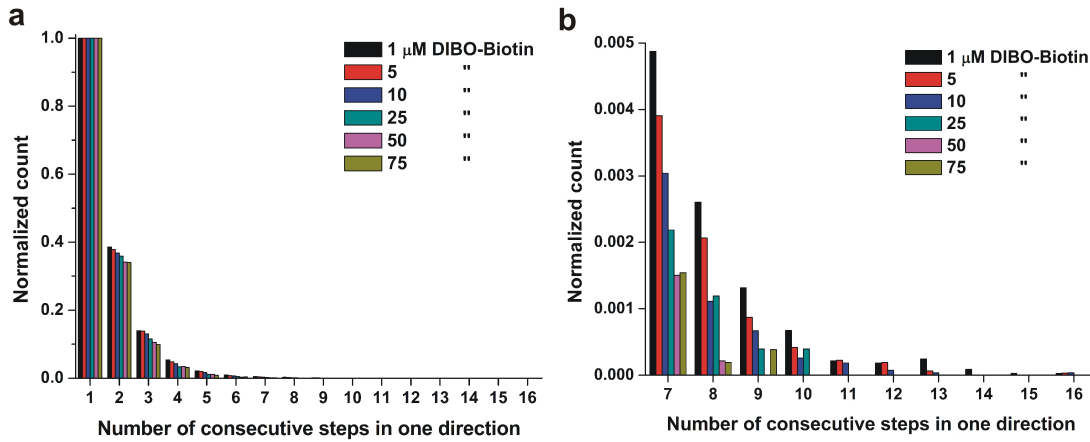 a
Normalized count
1.0
0.8
0.6
0.4
0.2
0.0
1 μM DIBO-Biotin
5 "
10 "
25 "
50 "
75 "
1 2 3 4 5 6 7 8 9 10 11 12 13 14 15 16
Number of consecutive steps in one direction
b
Normalized count
0.005
0.004
0.003
0.002
0.001
0.000
1 μM DIBO-Biotin
5 "
10 "
25 "
50 "
75 "
7 8 9 10 11 12 13 14 15 16
Number of consecutive steps in one direction